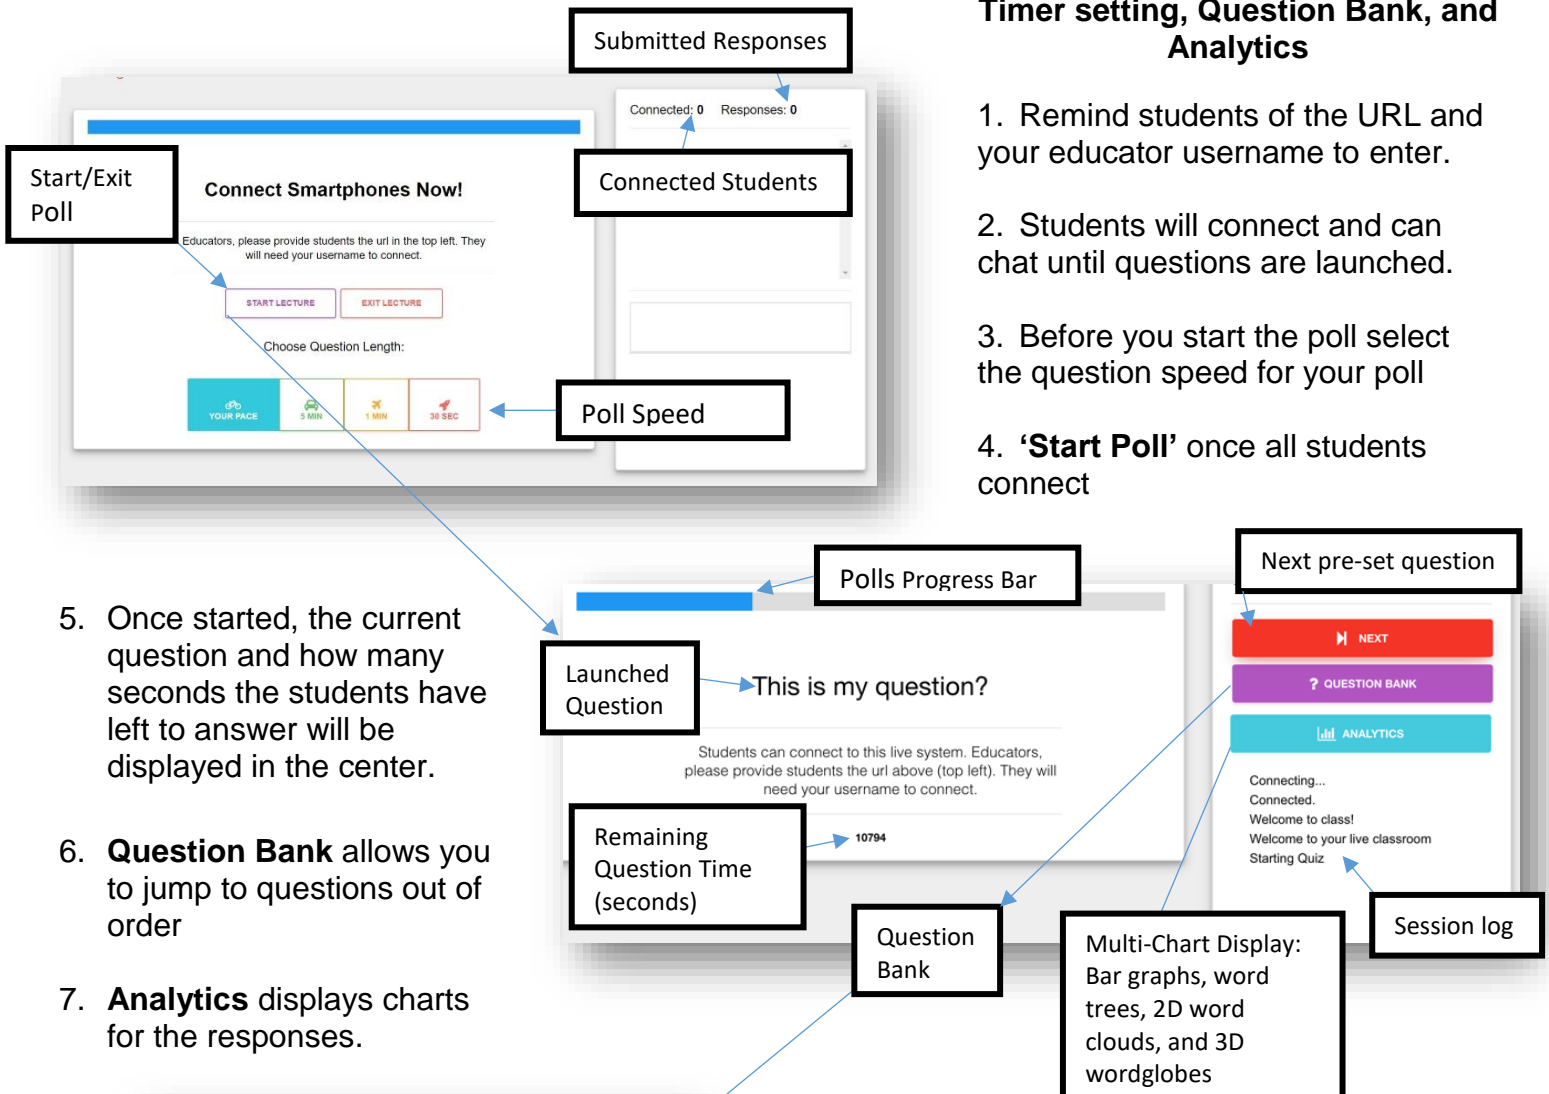 Timer setting, Question Bank, and
Analytics
1. Remind students of the URL and
your educator username to enter.
2. Students will connect and can
chat until questions are launched.
3. Before you start the poll select
the question speed for your poll
4. ‘Start Poll’ once all students
connect
Submitted Responses
Connected: 0 Responses: 0
Connected Students
Start/Exit
Poll
Connect Smartphones Now!
Educators, please provide students the url in the top left. They
will need your username to connect.
START LECTURE
EXIT LECTURE
Choose Question Length:
YOUR PACE
5 MIN
1 MIN
30 SEC
Poll Speed
5. Once started, the current
question and how many
seconds the students have
left to answer will be
displayed in the center.
6. Question Bank allows you
to jump to questions out of
order
7. Analytics displays charts
for the responses.
Polls Progress Bar
Next pre-set question
Launched
Question
This is my question?
Students can connect to this live system. Educators,
please provide students the url above (top left). They will
need your username to connect.
Remaining
Question Time
(seconds)
10794
NEXT
? QUESTION BANK
ANALYTICS
Connecting...
Connected.
Welcome to class!
Welcome to your live classroom
Starting Quiz
Session log
Question
Bank
Multi-Chart Display:
Bar graphs, word
trees, 2D word
clouds, and 3D
wordglobes